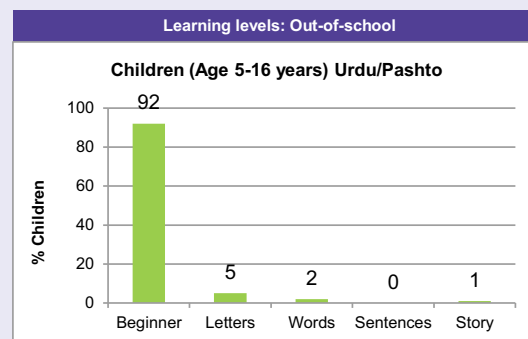 Learning levels: Out-of-school
Children (Age 5-16 years) Urdu/Pashto
% Children
100
80
60
40
20
0
92
5
2
0
1
Beginner Letters Words Sentences Story